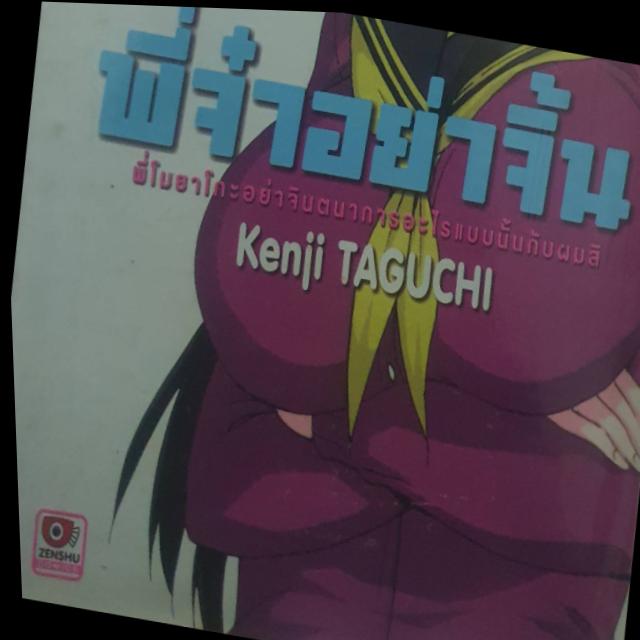 พี่จ๋าอย่าจิ้น
พี่โมยาโกะอย่าจินตนาการอะไรแบบนั้นกับผมสิ
Kenji TAGUCHI
ZENSHU